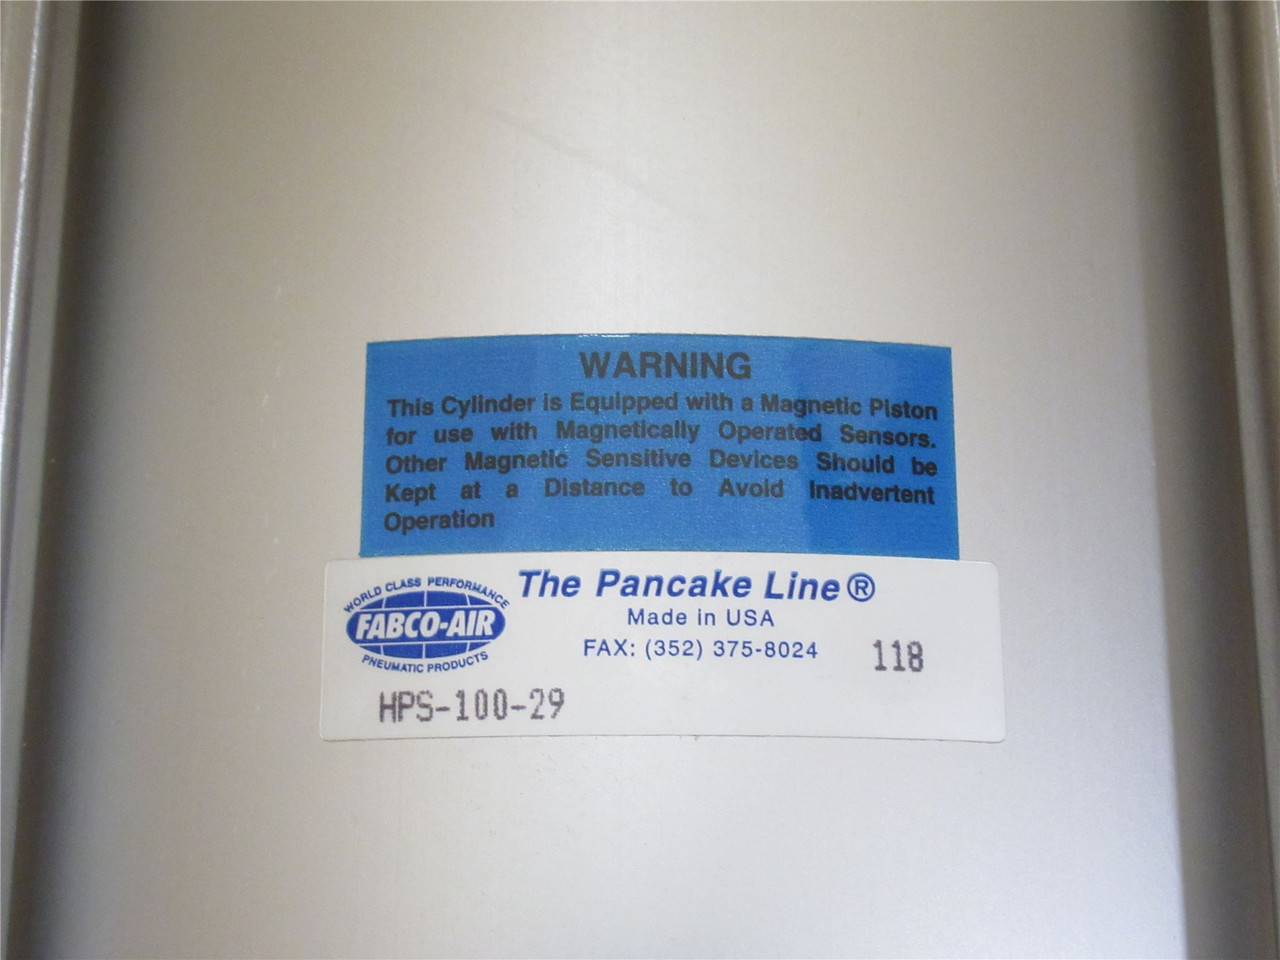 WARNING
This Cylinder is Equipped with a Magnetic Piston
for use with Magnetically Operated Sensors.
Other Magnetic Sensitive Devices Should be
Kept at a Distance to Avoid Inadvertent
Operation
WORLD CLASS PERFORMANCE
FABCO-AIR
PNEUMATIC PRODUCTS
The Pancake Line®
Made in USA
FAX: (352) 375-8024
118
HPS-100-29